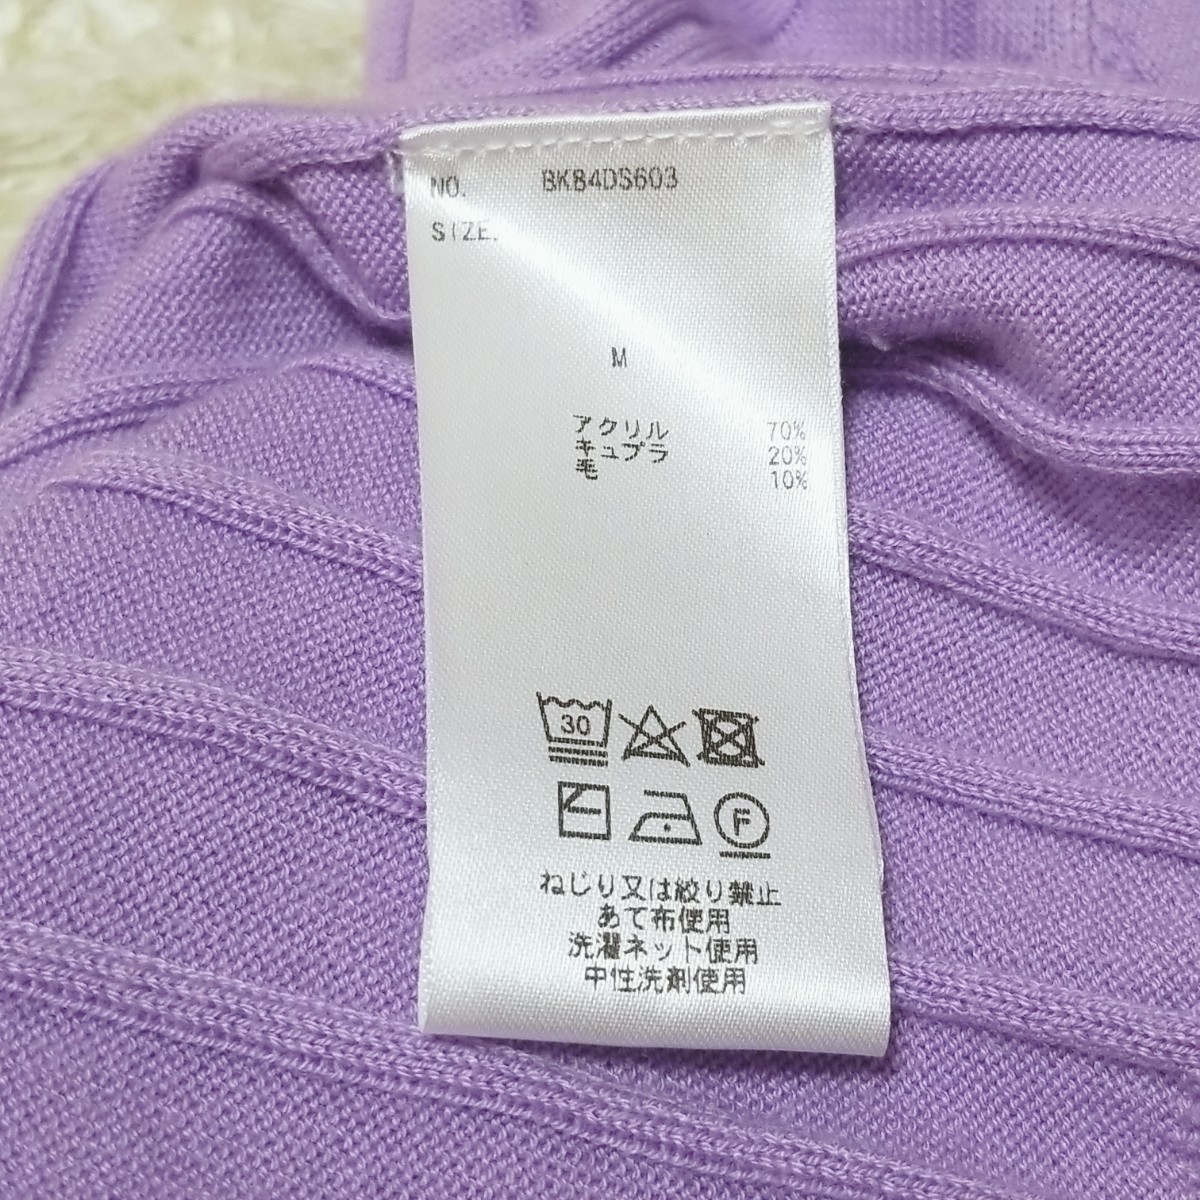 NO. BKB4DS603
SIZE.
M
アクリル 70%
キュプラ 20%
毛 10%
30
F
ねじり又は絞り禁止
あて布使用
洗濯ネット使用
中性洗剤使用